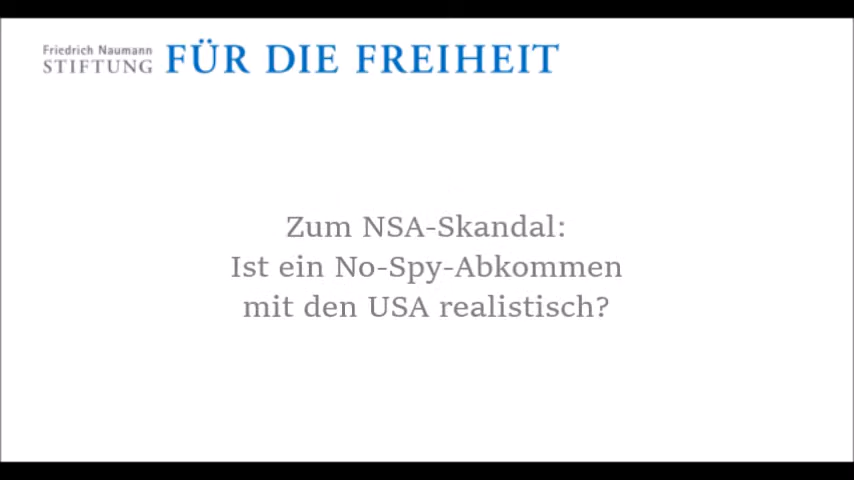 Friedrich Naumann
STIFTUNG FÜR DIE FREIHEIT
Zum NSA-Skandal:
Ist ein No-Spy-Abkommen
mit den USA realistisch?